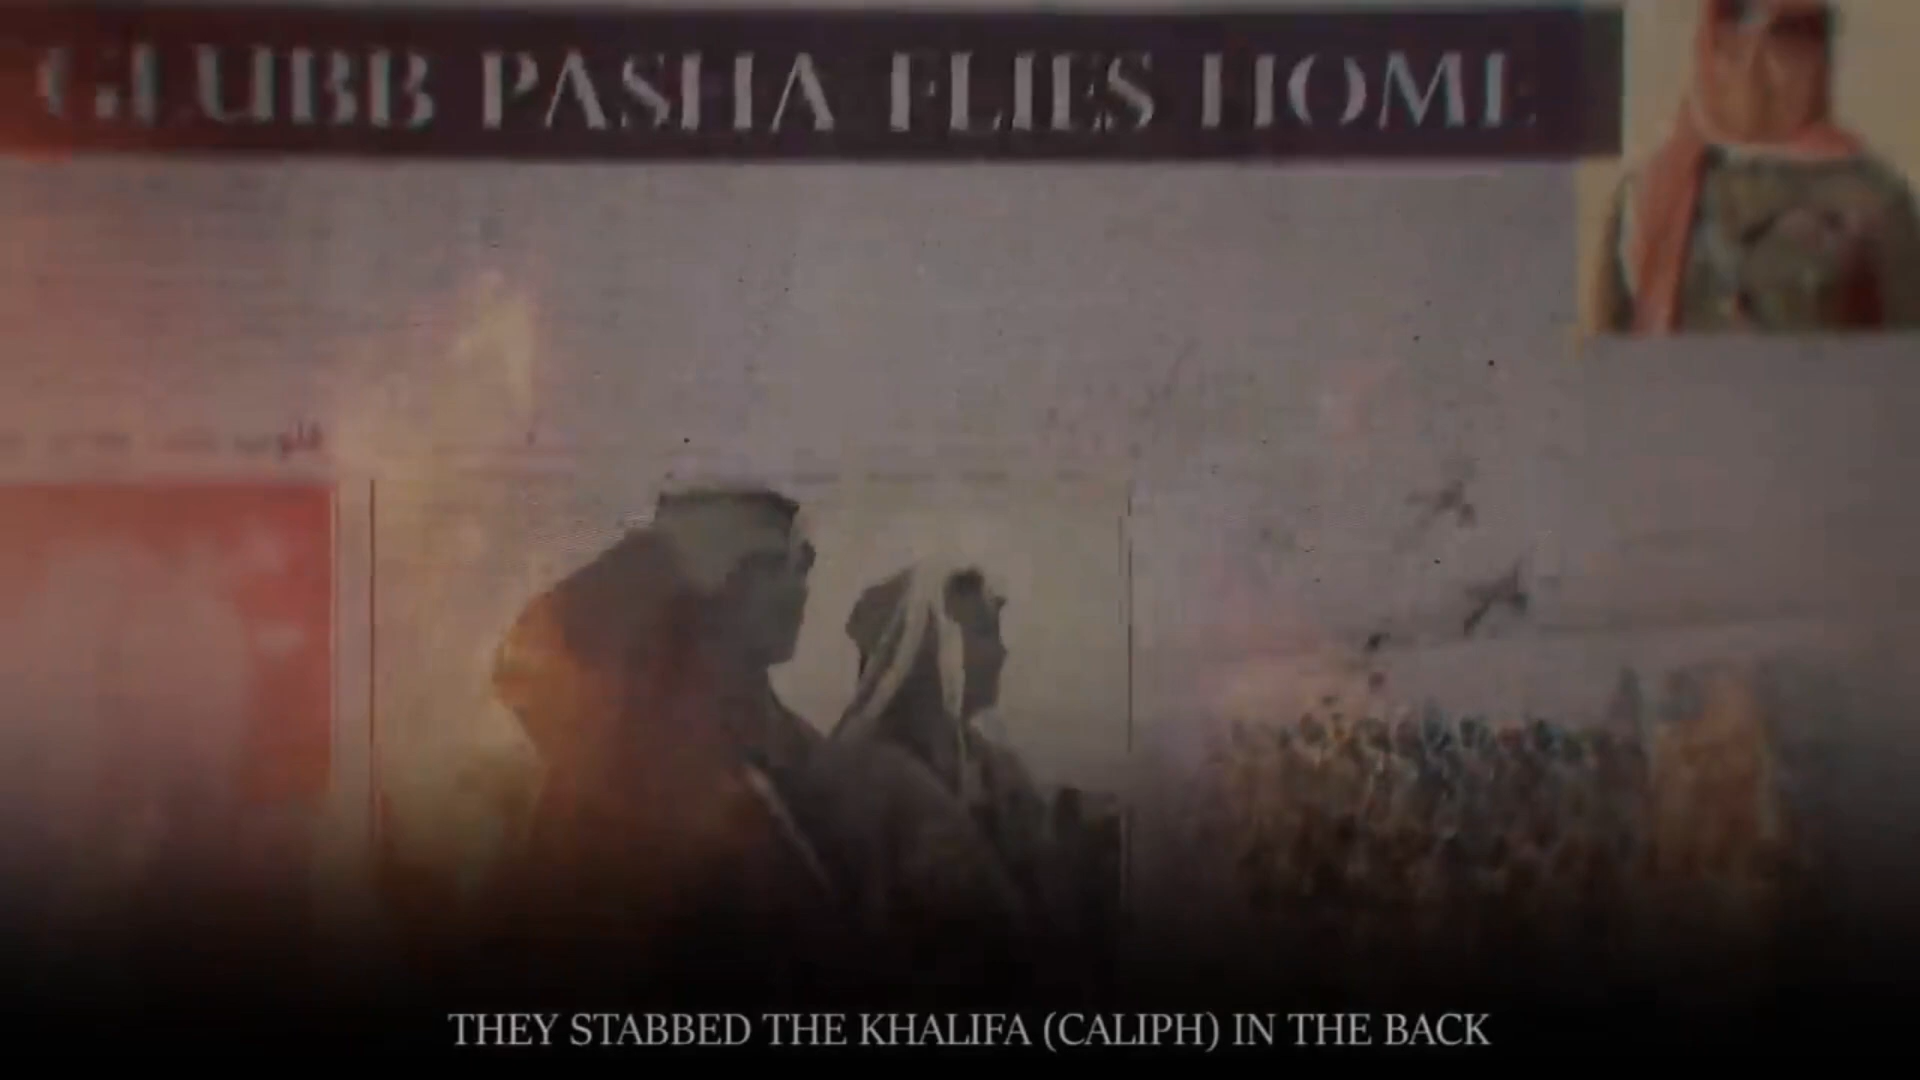 GLUBB PASHA FLIES HOME
THEY STABBED THE KHALIFA (CALIPH) IN THE BACK